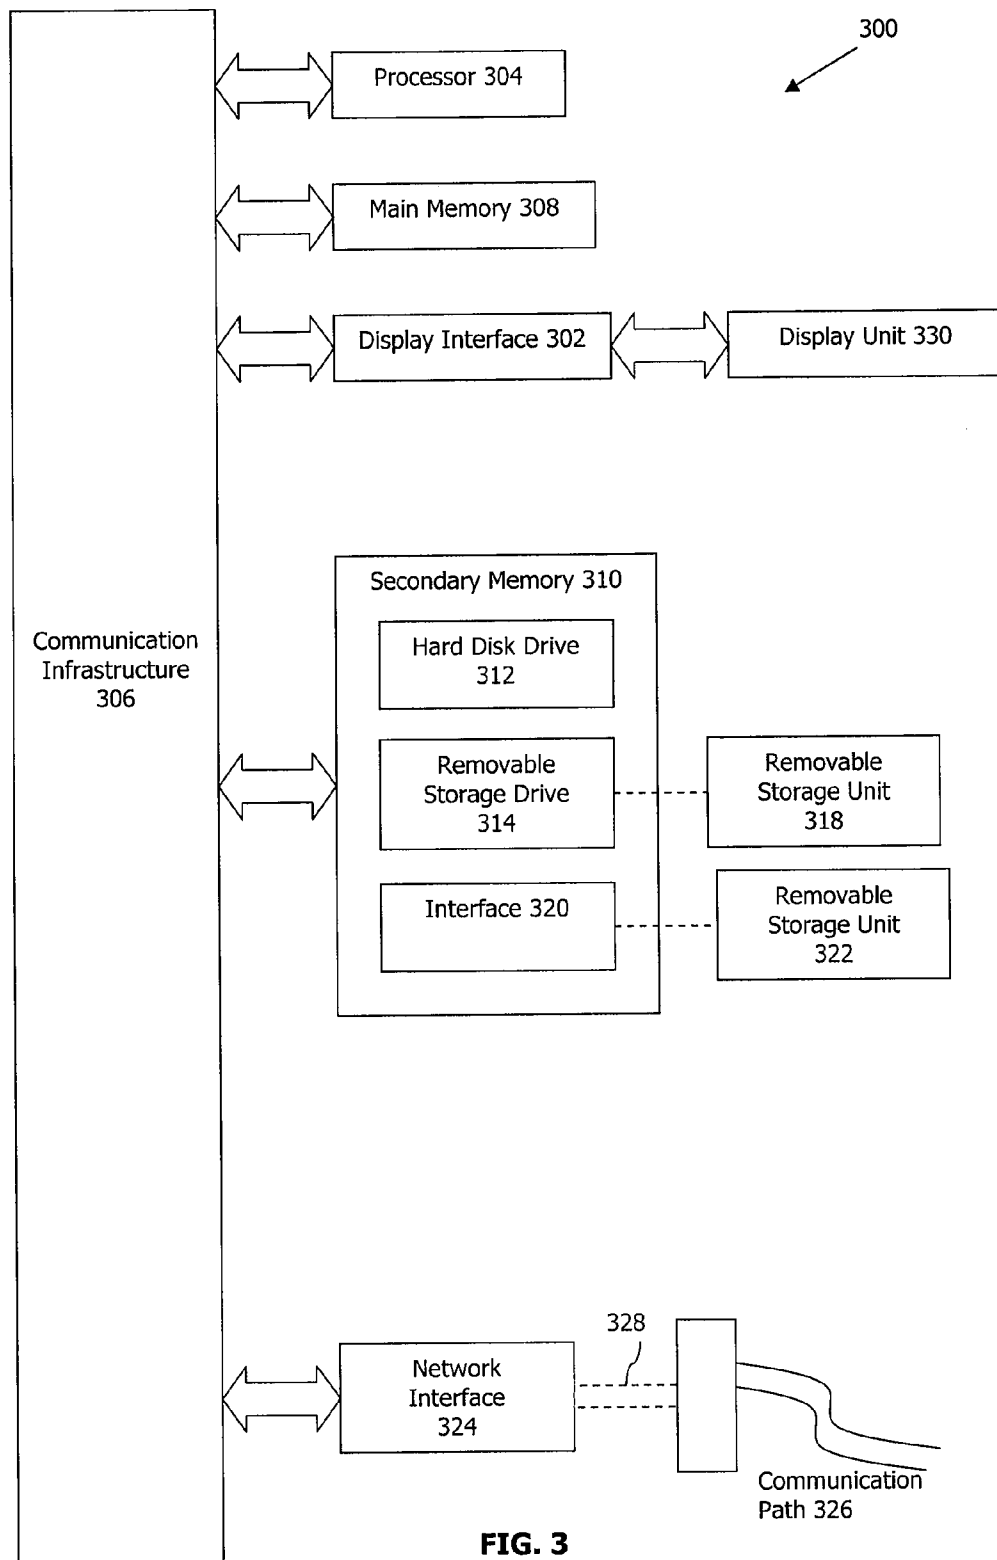 300
Processor 304
Main Memory 308
Display Interface 302
Display Unit 330
Secondary Memory 310
Hard Disk Drive
312
Communication
Infrastructure
306
Removable
Storage Drive
314
Removable
Storage Unit
318
Interface 320
Removable
Storage Unit
322
328
Network
Interface
324
Communication
Path 326
FIG. 3